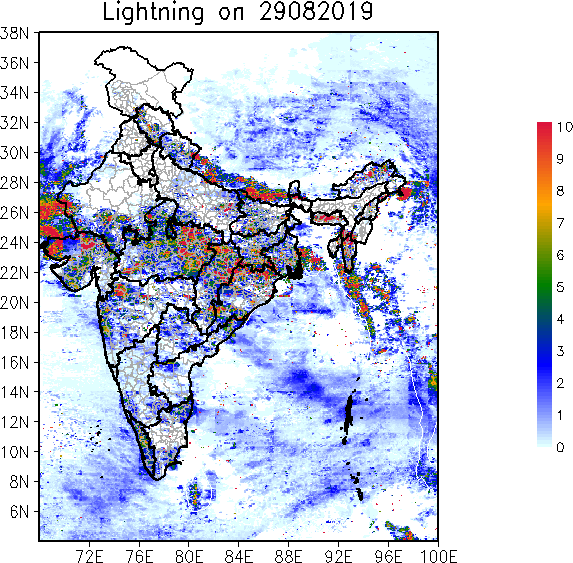 Lightning on 29082019
38N
36N
34N
32N
30N
28N
26N
24N
22N
20N
18N
16N
14N
12N
10N
8N
6N
72E 76E 80E 84E 88E 92E 96E 100E
10
9
8
7
6
5
4
3
2
1
0